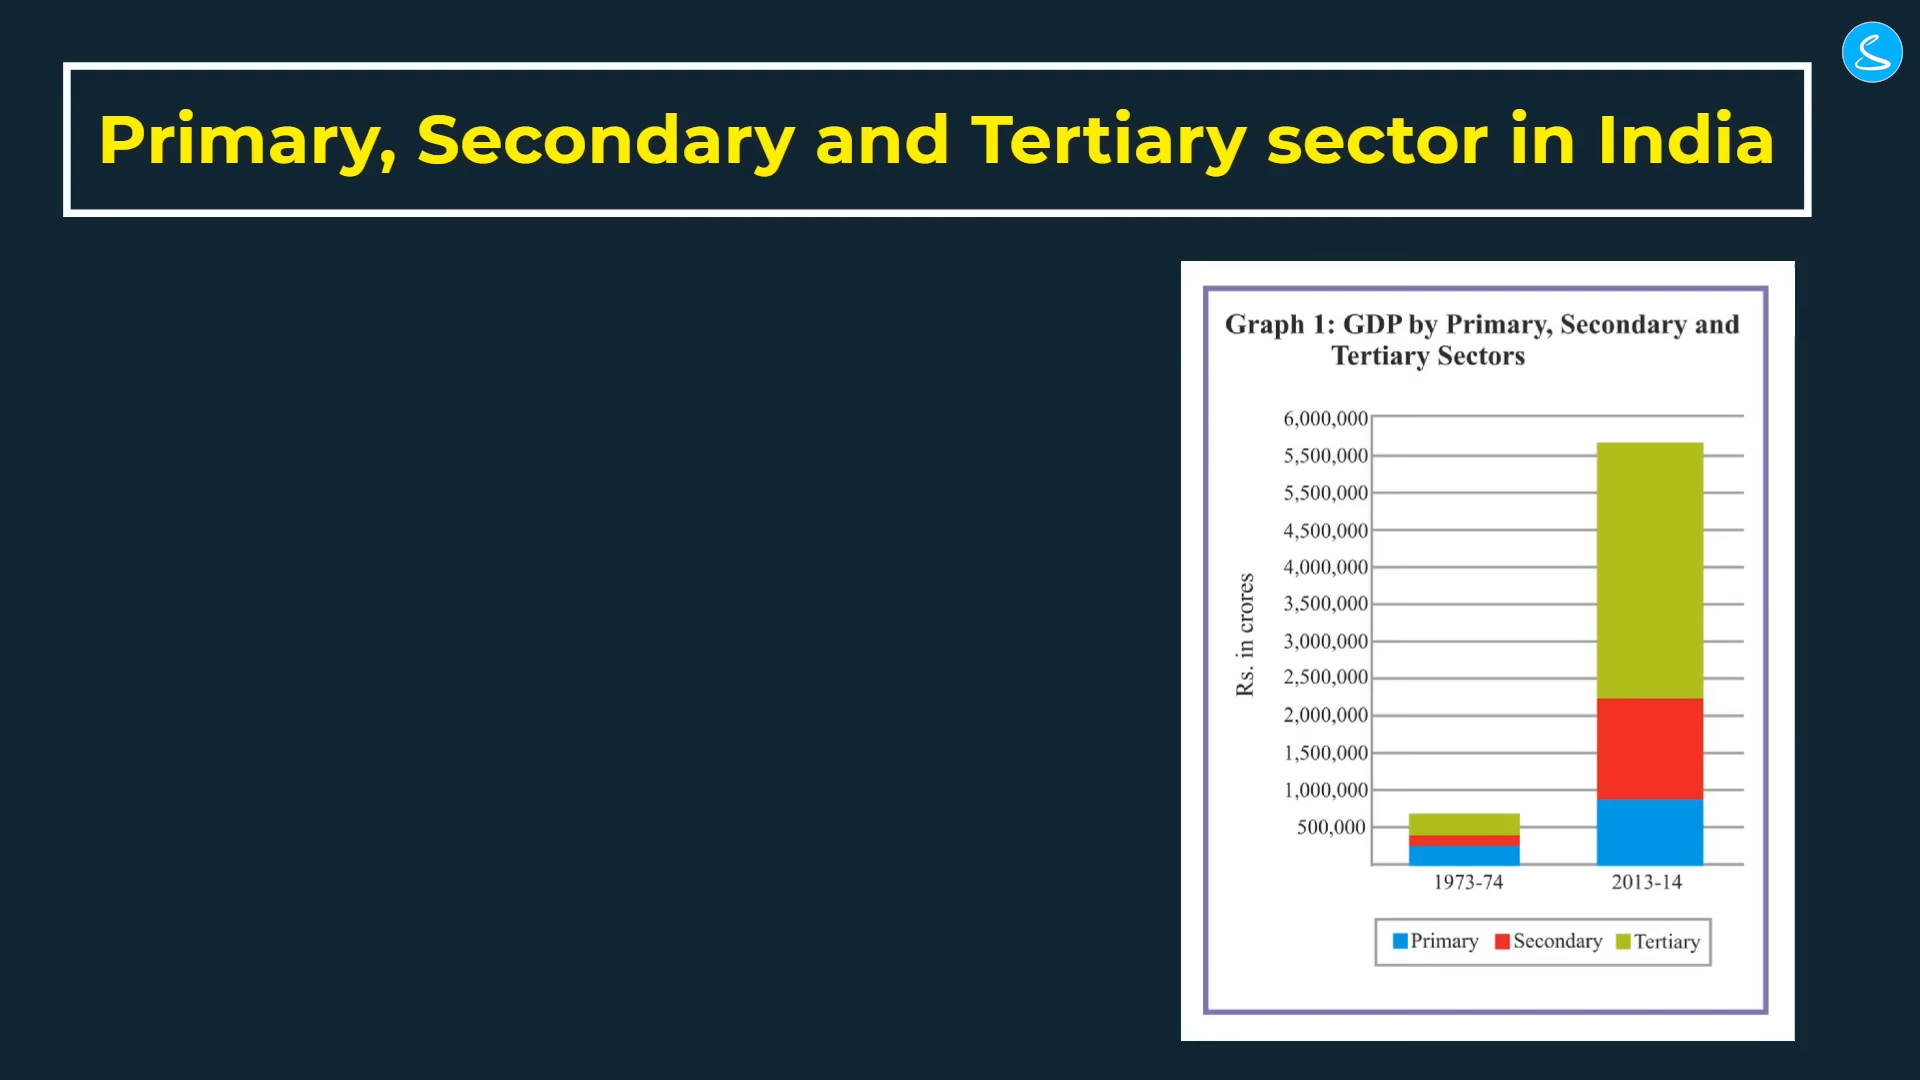 Primary, Secondary and Tertiary sector in India
Graph 1: GDP by Primary, Secondary and
Tertiary Sectors
6,000,000
5,500,000
5,500,000
4,500,000
4,000,000
3,500,000
3,000,000
2,500,000
2,000,000
1,500,000
1,000,000
500,000
Rs. in crores
1973-74 2013-14
Primary Secondary Tertiary